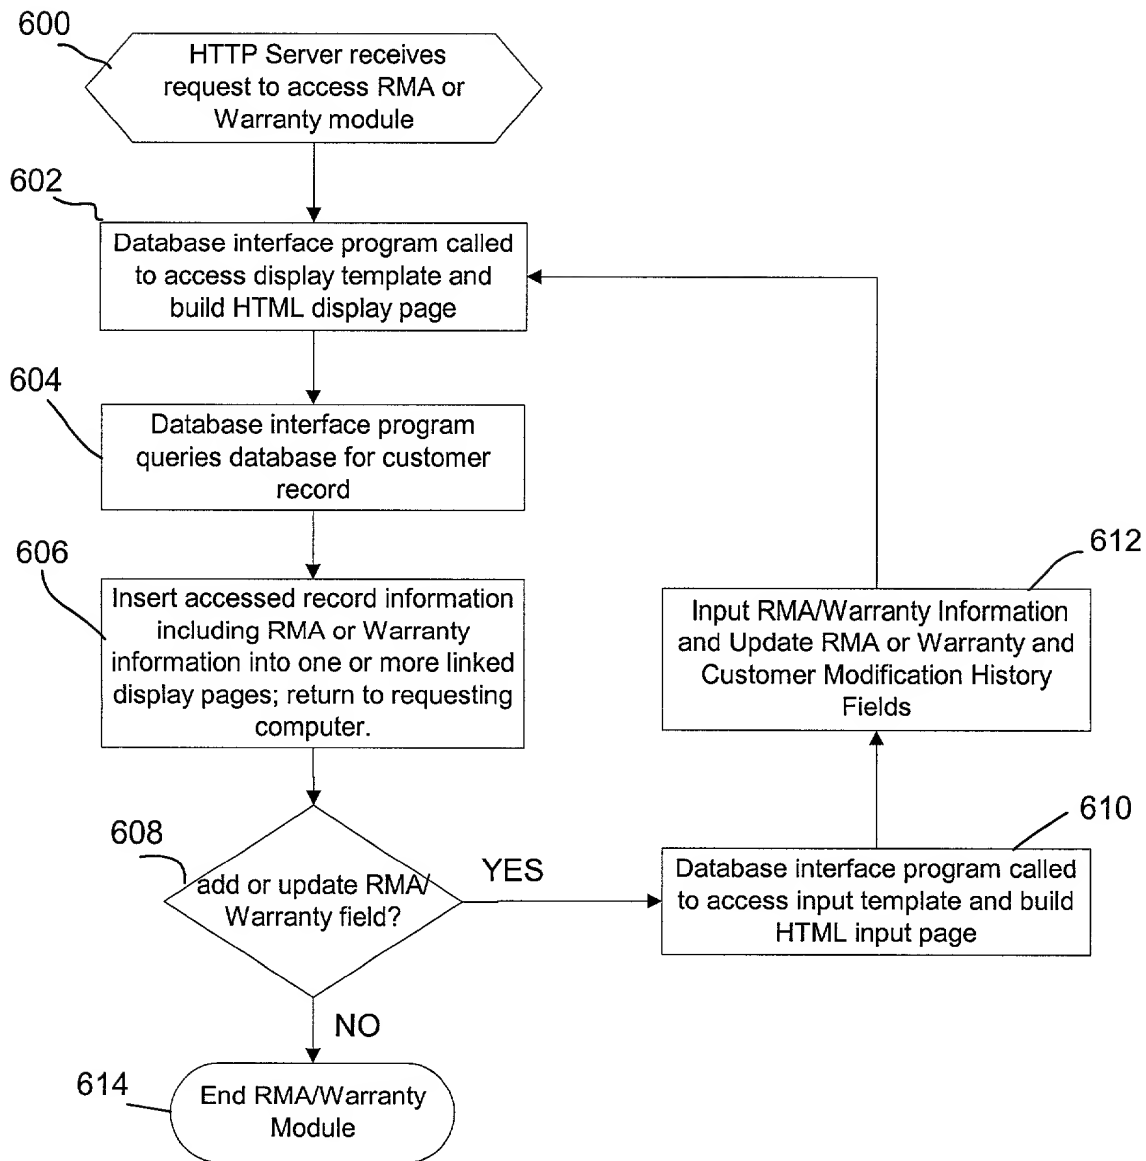 600
HTTP Server receives
request to access RMA or
Warranty module
602
Database interface program called
to access display template and
build HTML display page
604
Database interface program
queries database for customer
record
606
Insert accessed record information
including RMA or Warranty
information into one or more linked
display pages; return to requesting
computer.
608
add or update RMA/
Warranty field?
YES
610
Database interface program called
to access input template and build
HTML input page
612
Input RMA/Warranty Information
and Update RMA or Warranty and
Customer Modification History
Fields
NO
614
End RMA/Warranty
Module